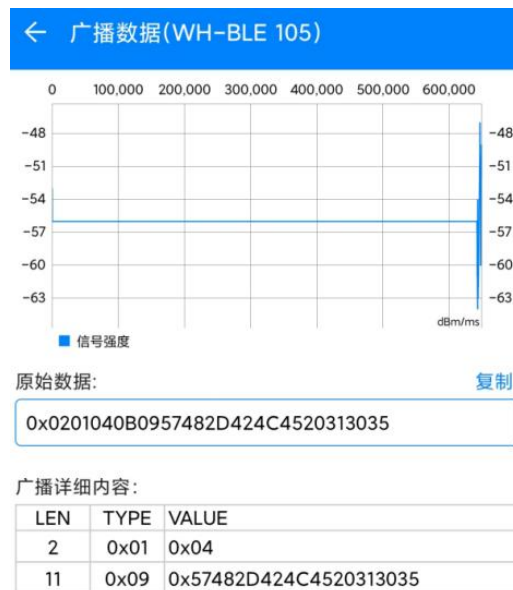 ← 广播数据(WH-BLE 105)
0 100,000 200,000 300,000 400,000 500,000 600,000
-48 -48
-51 -51
-54 -54
-57 -57
-60 -60
-63 -63
dBm/ms
信号强度
原始数据: 复制
0x0201040B0957482D424C4520313035
广播详细内容:
LEN TYPE VALUE
2 0x01 0x04
11 0x09 0x57482D424C4520313035